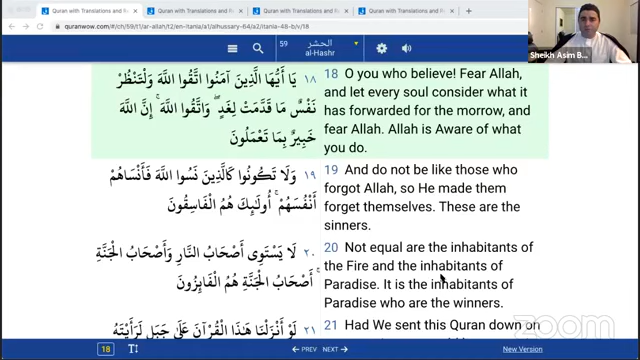 Quran with Translations and Re
Quran with Translations and Re
Quran with Translations and Re
Quran with Translations and Re
quranwow.com/#/ch/59/t1/ar-allah/t2/en-itania/a1/alhussary-64/a2/itania-48-b/v/18
Sheikh Asim B...
59
الحشر
al-Hashr
١٨ يَا أَيُّهَا الَّذِينَ آمَنُوا اتَّقُوا اللَّهَ وَلْتَنظُرْ
نَفْسٌ مَا قَدَّمَتْ لِغَدٍ ۖ وَاتَّقُوا اللَّهَ ۚ إِنَّ اللَّهَ
خَبِيرٌ بِمَا تَعْمَلُونَ
18 O you who believe! Fear Allah,
and let every soul consider what it
has forwarded for the morrow, and
fear Allah. Allah is Aware of what
you do.
١٩ وَلَا تَكُونُوا كَالَّذِينَ نَسُوا اللَّهَ فَأَنْسَاهُمْ
أَنْفُسَهُمْ ۚ أُولَـٰئِكَ هُمُ الْفَاسِقُونَ
19 And do not be like those who
forgot Allah, so He made them
forget themselves. These are the
sinners.
٢٠ لَا يَسْتَوِي أَصْحَابُ النَّارِ وَأَصْحَابُ الْجَنَّةِ
ۚ أَصْحَابُ الْجَنَّةِ هُمُ الْفَائِزُونَ
20 Not equal are the inhabitants of
the Fire and the inhabitants of
Paradise. It is the inhabitants of
Paradise who are the winners.
٢١ لَوْ أَنْزَلْنَا هَـٰذَا الْقُرْآنَ عَلَىٰ جَبَلٍ لَرَأَيْتَهُ
21 Had We sent this Quran down on
zoom
18
PREV
NEXT
New Version